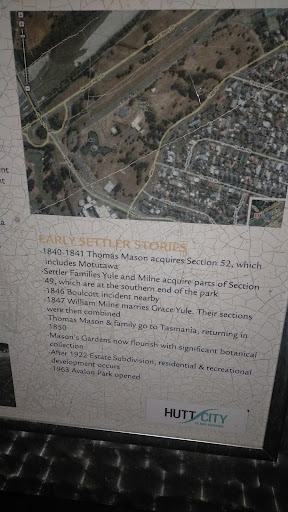 EARLY SETTLER STORIES
·1840-1841 Thomas Mason acquires Section 52, which
includes Motutawa
·Settler Families Yule and Milne acquire parts of Section
49, which are at the southern end of the park
·1846 Boulcott incident nearby
·1847 William Milne marries Grace Yule. Their sections
were then combined
·Thomas Mason & Family go to Tasmania, returning in
1850
·Mason's Gardens now flourish with significant botanical
collection
·After 1922 Estate Subdivision, residential & recreational
development occurs
·1963 Avalon Park opened
HUTT CITY